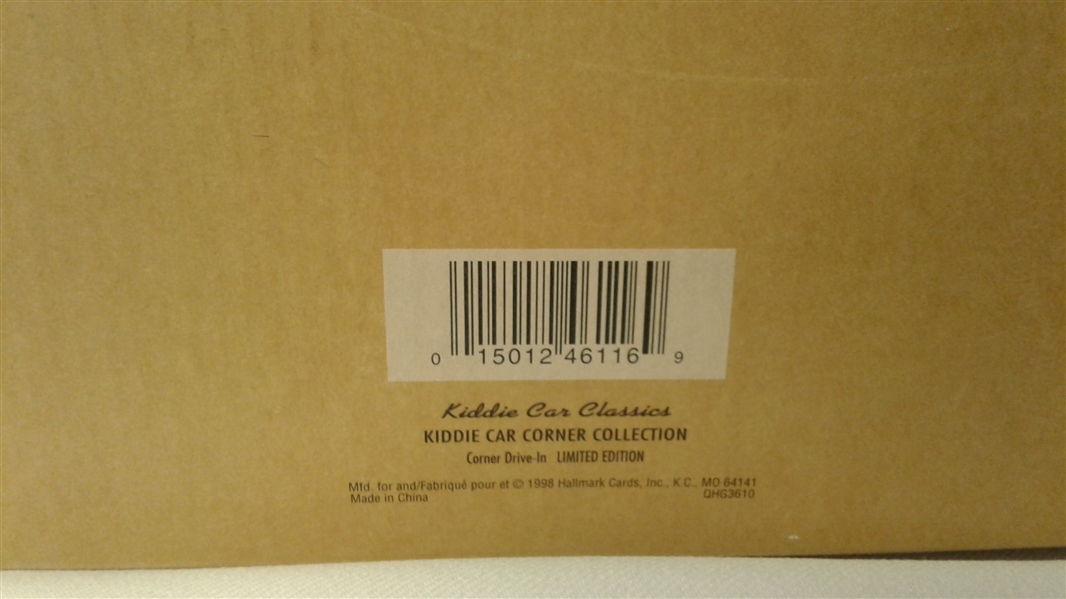 0 15012 46116 9
Kiddie Car Classics
KIDDIE CAR CORNER COLLECTION
Corner Drive-In LIMITED EDITION
Mfd. for and/Fabriqué pour et © 1998 Hallmark Cards, Inc., K.C., MO 64141
Made in China QHG3610